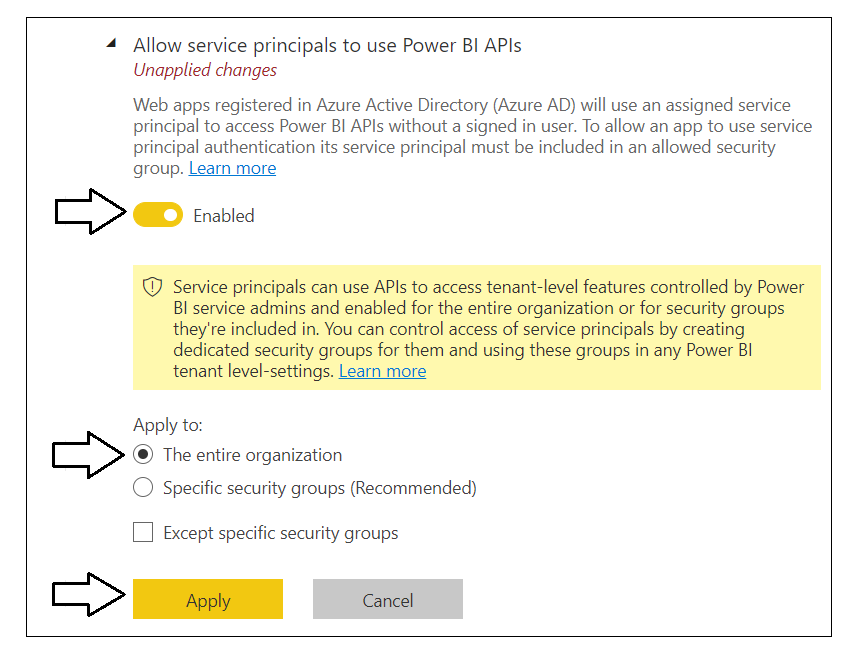 Allow service principals to use Power BI APIs
Unapplied changes
Web apps registered in Azure Active Directory (Azure AD) will use an assigned service
principal to access Power BI APIs without a signed in user. To allow an app to use service
principal authentication its service principal must be included in an allowed security
group. Learn more
Enabled
Service principals can use APIs to access tenant-level features controlled by Power
BI service admins and enabled for the entire organization or for security groups
they're included in. You can control access of service principals by creating
dedicated security groups for them and using these groups in any Power BI
tenant level-settings. Learn more
Apply to:
The entire organization
Specific security groups (Recommended)
Except specific security groups
Apply
Cancel